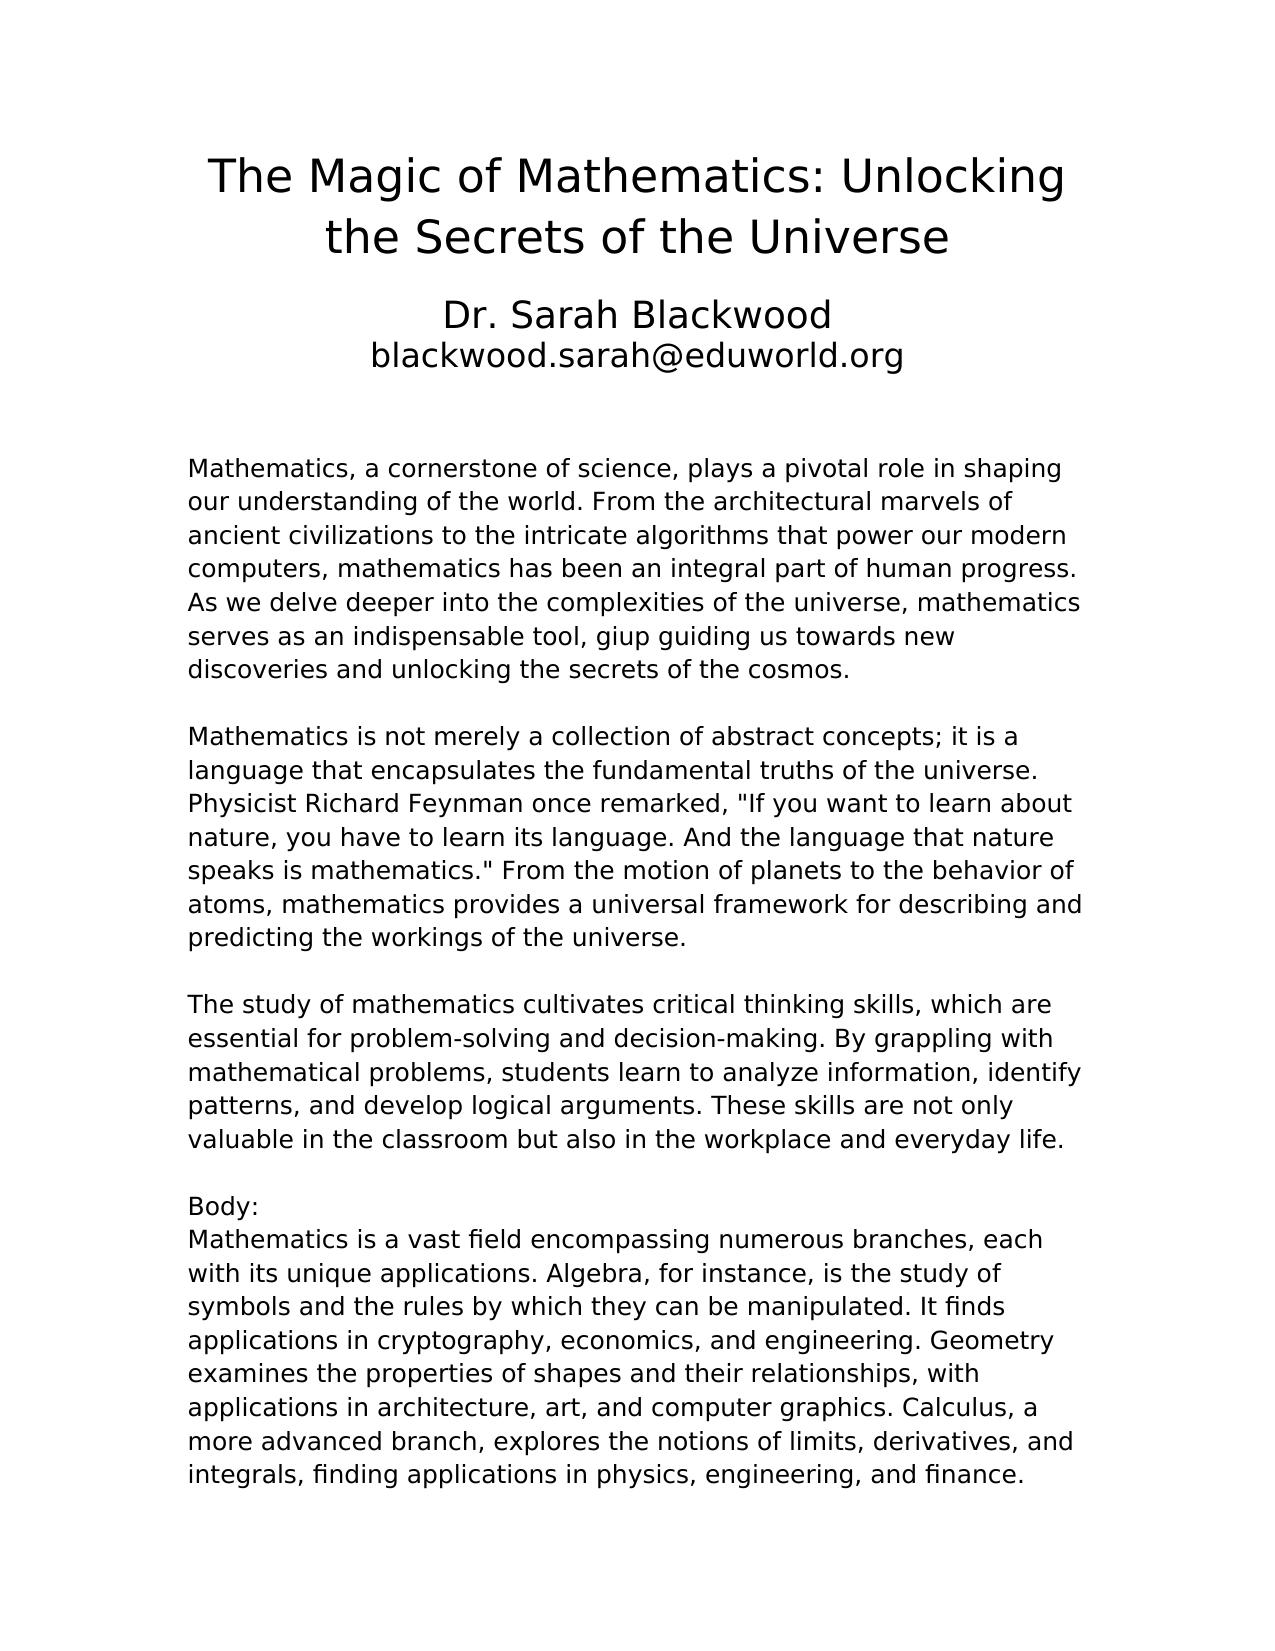 The Magic of Mathematics: Unlocking
the Secrets of the Universe
Dr. Sarah Blackwood
blackwood.sarah@eduworld.org
Mathematics, a cornerstone of science, plays a pivotal role in shaping
our understanding of the world. From the architectural marvels of
ancient civilizations to the intricate algorithms that power our modern
computers, mathematics has been an integral part of human progress.
As we delve deeper into the complexities of the universe, mathematics
serves as an indispensable tool, giup guiding us towards new
discoveries and unlocking the secrets of the cosmos.
Mathematics is not merely a collection of abstract concepts; it is a
language that encapsulates the fundamental truths of the universe.
Physicist Richard Feynman once remarked, "If you want to learn about
nature, you have to learn its language. And the language that nature
speaks is mathematics." From the motion of planets to the behavior of
atoms, mathematics provides a universal framework for describing and
predicting the workings of the universe.
The study of mathematics cultivates critical thinking skills, which are
essential for problem-solving and decision-making. By grappling with
mathematical problems, students learn to analyze information, identify
patterns, and develop logical arguments. These skills are not only
valuable in the classroom but also in the workplace and everyday life.
Body:
Mathematics is a vast field encompassing numerous branches, each
with its unique applications. Algebra, for instance, is the study of
symbols and the rules by which they can be manipulated. It finds
applications in cryptography, economics, and engineering. Geometry
examines the properties of shapes and their relationships, with
applications in architecture, art, and computer graphics. Calculus, a
more advanced branch, explores the notions of limits, derivatives, and
integrals, finding applications in physics, engineering, and finance.